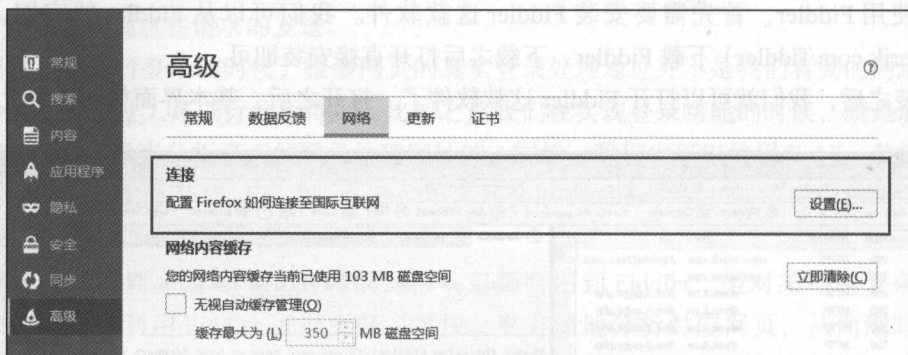 常规
搜索
内容
应用程序
隐私
安全
同步
高级
高级
常规 数据反馈 网络 更新 证书
连接
配置 Firefox 如何连接至国际互联网
设置(E)...
网络内容缓存
您的网络内容缓存当前已使用 103 MB 磁盘空间
立即清除(C)
无视自动缓存管理(O)
缓存最大为 (L) 350 MB 磁盘空间